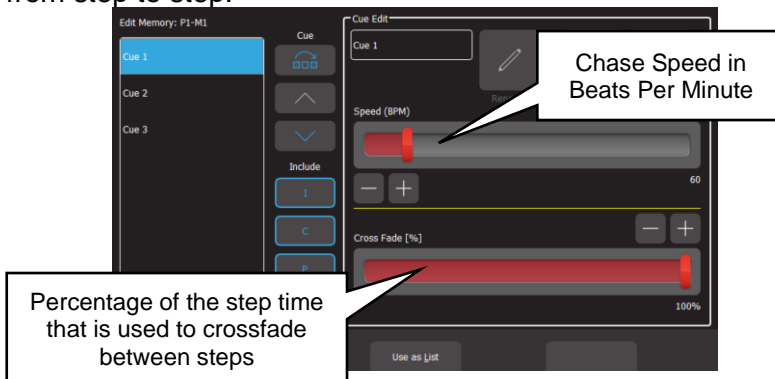 from step to step.
Edit Memory: P1-M1
Cue
Cue Edit
Cue 1
Cue 1
Cue 2
Cue 3
Include
I
C
Speed (BPM)
60
Cross Fade [%]
100%
Use as List
Chase Speed in
Beats Per Minute
Percentage of the step time
that is used to crossfade
between steps